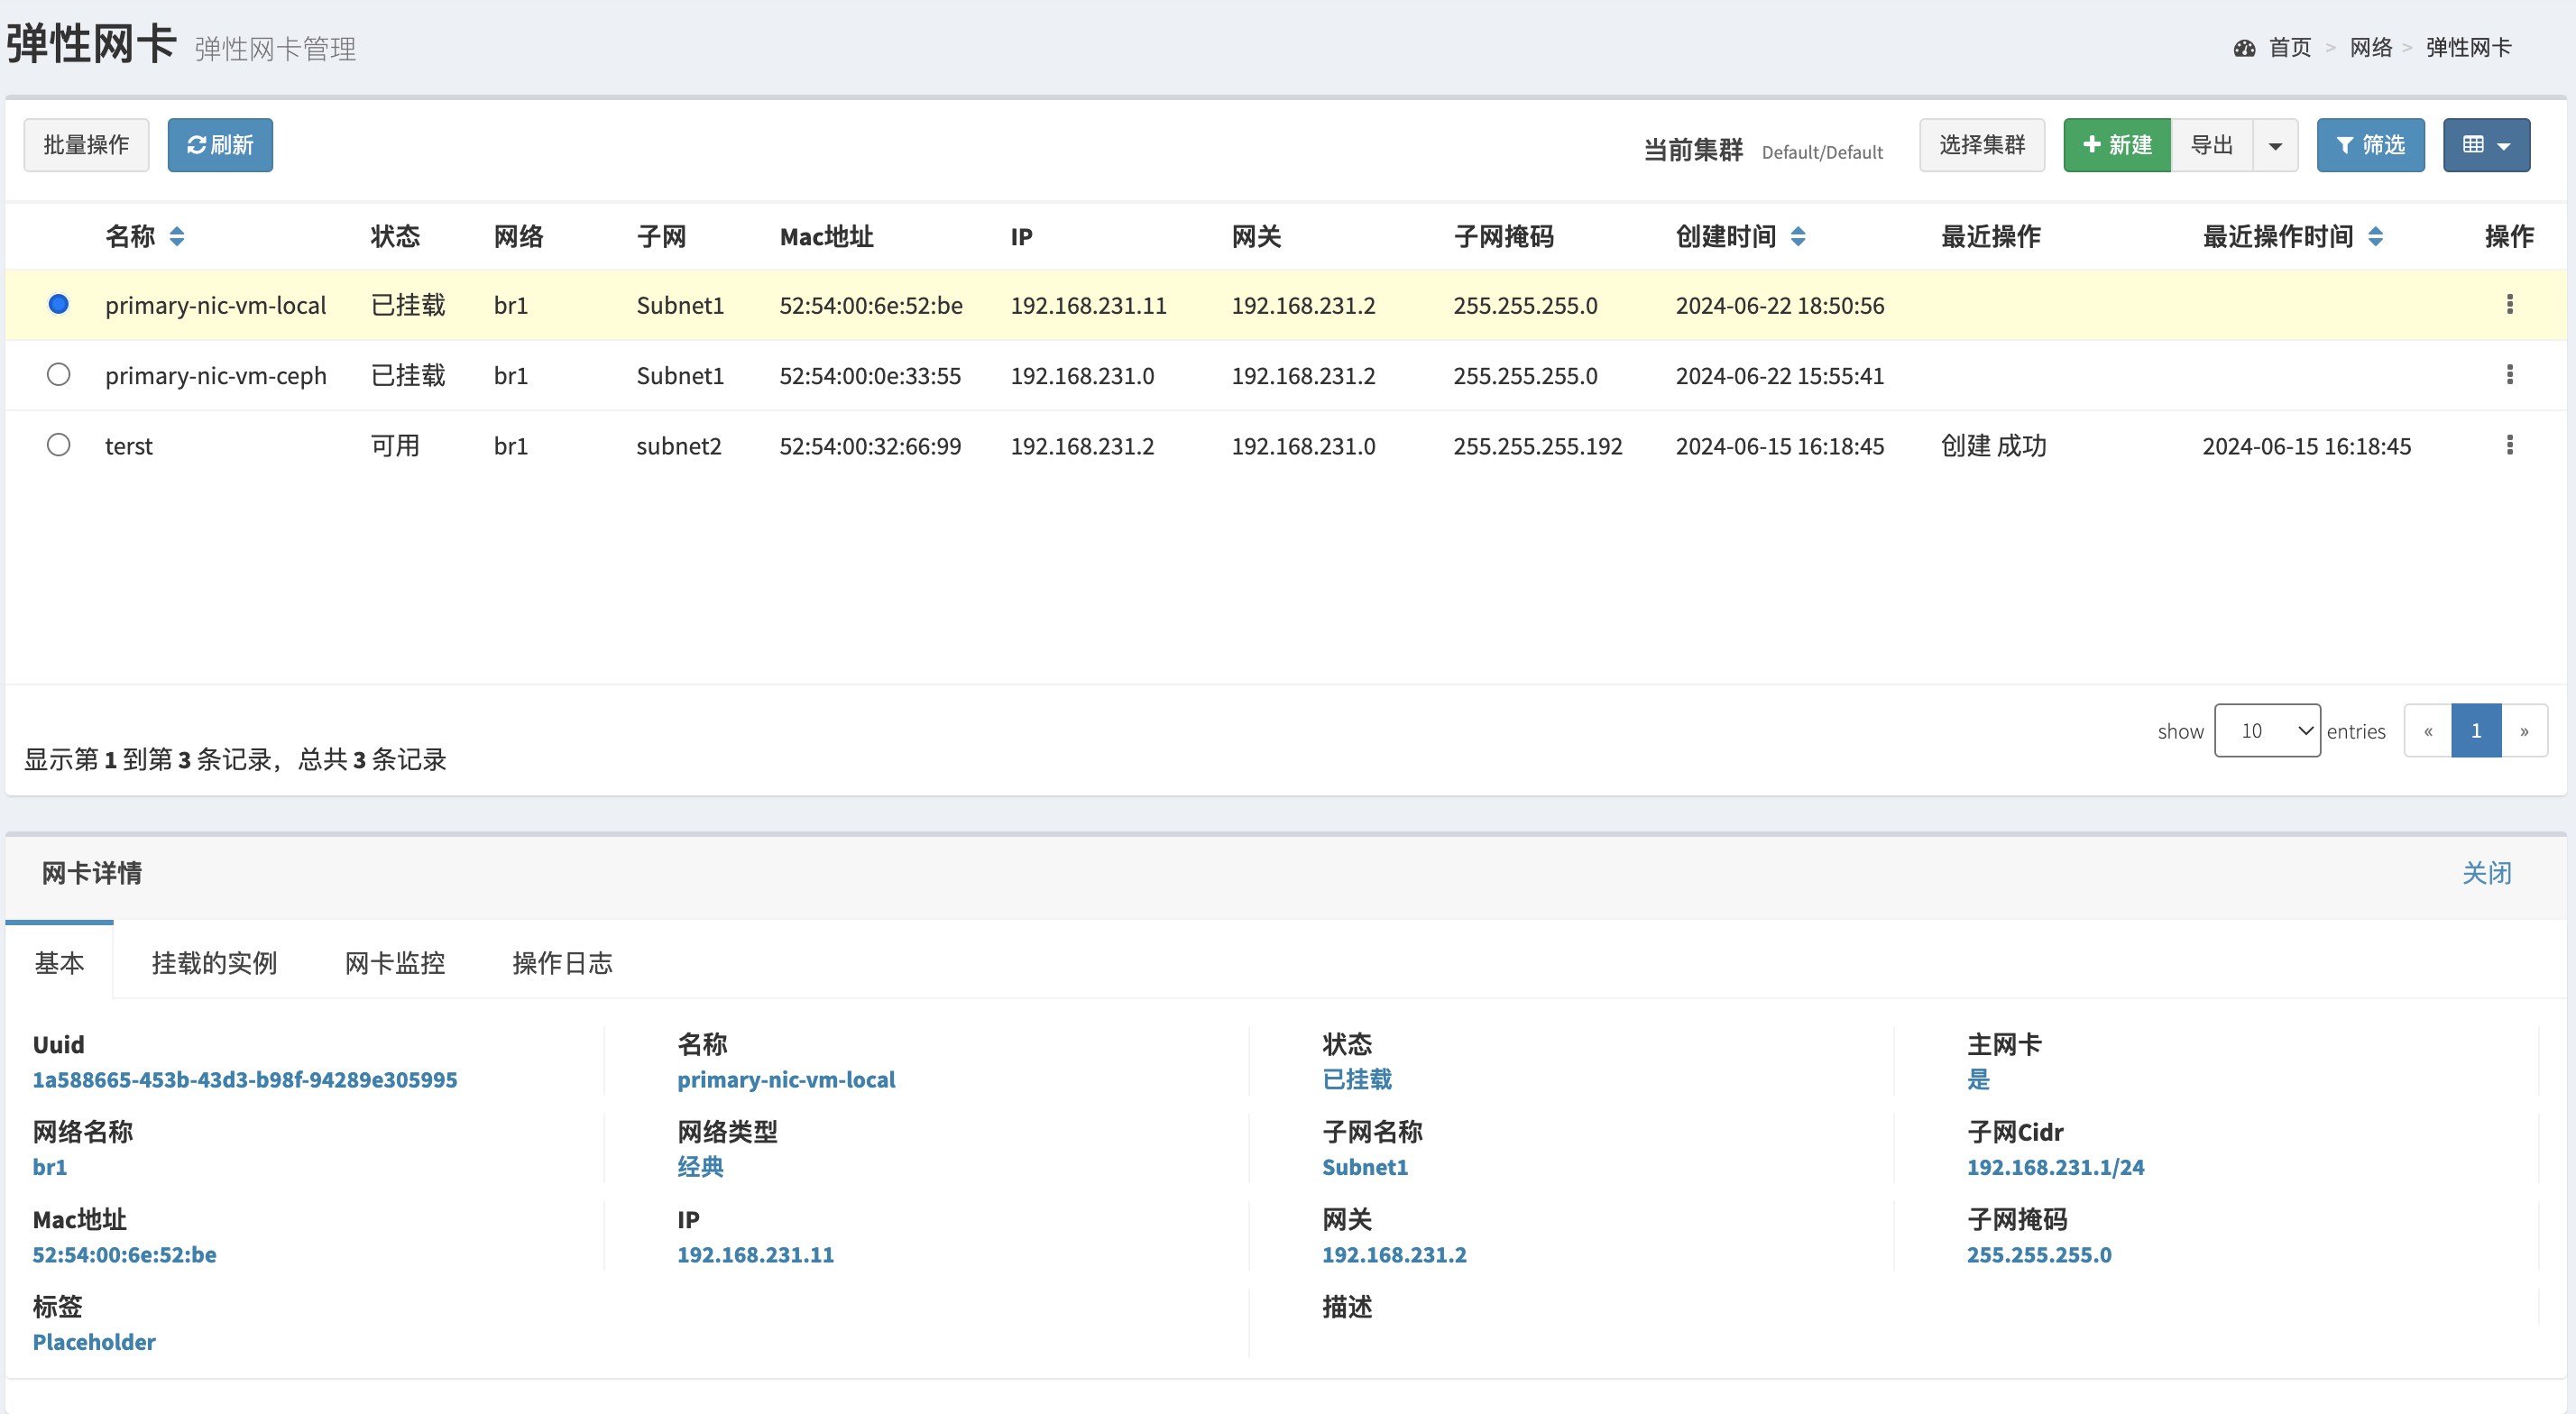 弹性网卡 弹性网卡管理
首页 > 网络 > 弹性网卡
批量操作 刷新 当前集群 Default/Default 选择集群 新建 导出 筛选
名称 状态 网络 子网 Mac地址 IP 网关 子网掩码 创建时间 最近操作 最近操作时间 操作
primary-nic-vm-local 已挂载 br1 Subnet1 52:54:00:6e:52:be 192.168.231.11 192.168.231.2 255.255.255.0 2024-06-22 18:50:56
primary-nic-vm-ceph 已挂载 br1 Subnet1 52:54:00:0e:33:55 192.168.231.0 192.168.231.2 255.255.255.0 2024-06-22 15:55:41
terst 可用 br1 subnet2 52:54:00:32:66:99 192.168.231.2 192.168.231.0 255.255.255.192 2024-06-15 16:18:45 创建 成功 2024-06-15 16:18:45
show 10 entries « 1 »
显示第 1 到第 3 条记录，总共 3 条记录
网卡详情 关闭
基本 挂载的实例 网卡监控 操作日志
Uuid 名称 状态 主网卡
1a588665-453b-43d3-b98f-94289e305995 primary-nic-vm-local 已挂载 是
网络名称 网络类型 子网名称 子网Cidr
br1 经典 Subnet1 192.168.231.1/24
Mac地址 IP 网关 子网掩码
52:54:00:6e:52:be 192.168.231.11 192.168.231.2 255.255.255.0
标签 描述
Placeholder